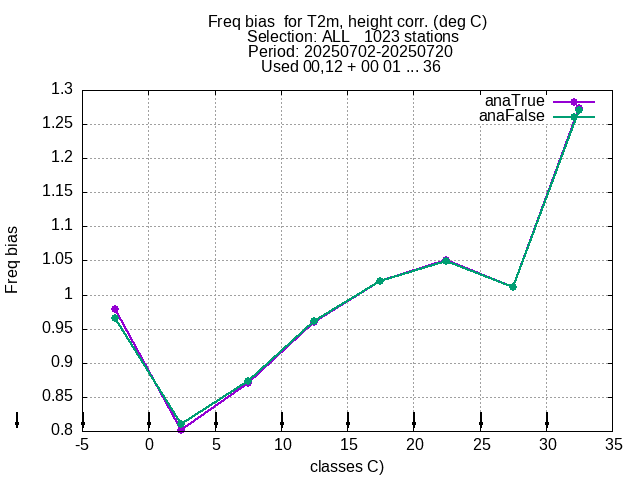 Freq bias  for T2m, height corr. (deg C)
Selection: ALL   1023 stations
Period: 20250702-20250720
Used 00,12 + 00 01 ... 36
anaTrue
anaFalse
1.3
1.25
1.2
1.15
1.1
1.05
1
0.95
0.9
0.85
0.8
Freq bias
-5 0 5 10 15 20 25 30 35
classes C)